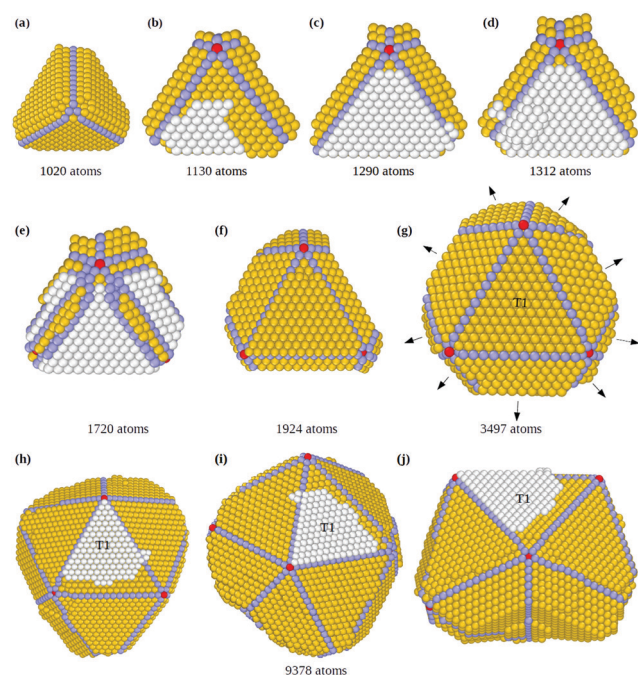 (a) (b) (c) (d)
1020 atoms 1130 atoms 1290 atoms 1312 atoms
(e) (f) (g)
T1
1720 atoms 1924 atoms 3497 atoms
(h) (i) (j)
T1 T1 T1
9378 atoms